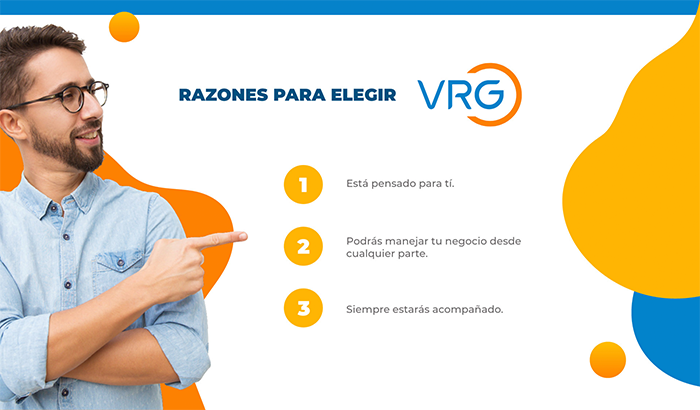 RAZONES PARA ELEGIR VRG
1 Está pensado para tí.
2 Podrás manejar tu negocio desde
cualquier parte.
3 Siempre estarás acompañado.